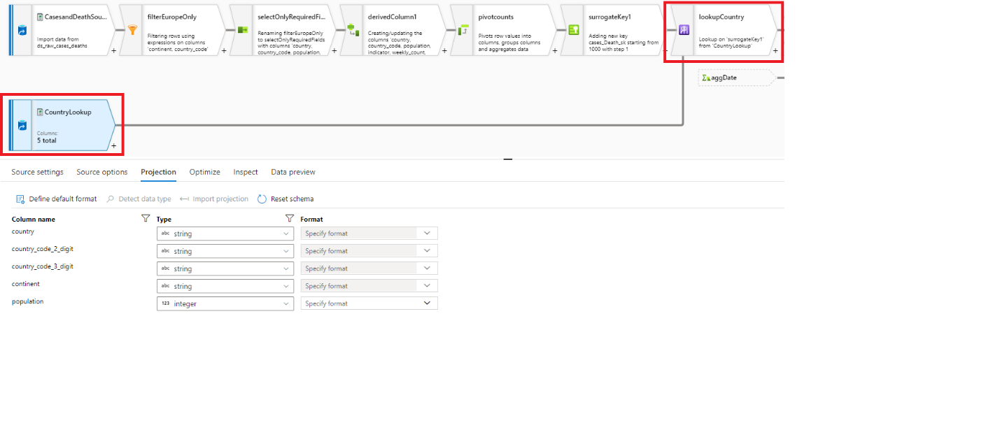 CasesandDeathSou...
Import data from
ds_raw_cases_deaths
+
filterEuropeOnly
Filtering rows using
expressions on columns
'continent, country_code'
+
selectOnlyRequiredFi...
Renaming filterEuropeOnly
to selectOnlyRequiredFields
with columns 'country,
country_code, population,
+
derivedColumn1
Creating/updating the
columns 'country,
country_code, population,
indicator, weekly_count,
+
pivotcounts
Pivots row values into
columns, groups columns
and aggregates data
+
surrogateKey1
Adding new key
cases_Death_sk starting from
1000 with step 1
lookupCountry
Lookup on 'surrogateKey1'
from 'CountryLookup'
+
Σ aggDate
CountryLookup
Columns:
5 total
+
Source settings Source options Projection Optimize Inspect Data preview
Define default format Detect data type Import projection Reset schema
Column name Type Format
country abc string Specify format
country_code_2_digit abc string Specify format
country_code_3_digit abc string Specify format
continent abc string Specify format
population 123 integer Specify format